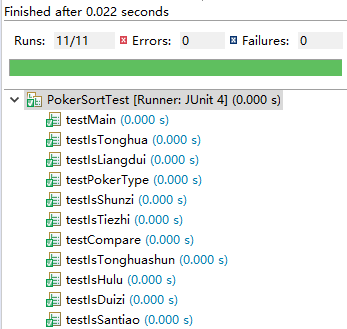 Finished after 0.022 seconds
Runs: 11/11 Errors: 0 Failures: 0
PokerSortTest [Runner: JUnit 4] (0.000 s)
testMain (0.000 s)
testIsTonghua (0.000 s)
testIsLiangdui (0.000 s)
testPokerType (0.000 s)
testIsShunzi (0.000 s)
testIsTiezhi (0.000 s)
testCompare (0.000 s)
testIsTonghuashun (0.000 s)
testIsHulu (0.000 s)
testIsDuizi (0.000 s)
testIsSantiao (0.000 s)